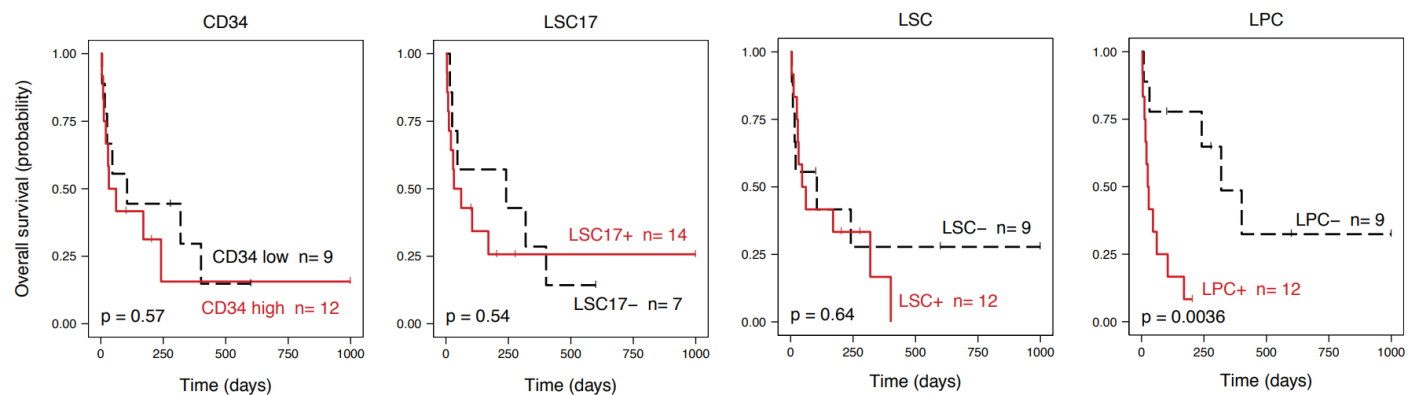 CD34
Overall survival (probability)
1.00
0.75
0.50
0.25
0.00
CD34 low n= 9
CD34 high n= 12
p = 0.57
0 250 500 750 1000
Time (days)
LSC17
1.00
0.75
0.50
0.25
0.00
LSC17+ n= 14
LSC17− n= 7
p = 0.54
0 250 500 750 1000
Time (days)
LSC
1.00
0.75
0.50
0.25
0.00
LSC− n= 9
LSC+ n= 12
p = 0.64
0 250 500 750 1000
Time (days)
LPC
1.00
0.75
0.50
0.25
0.00
LPC− n= 9
LPC+ n= 12
p = 0.0036
0 250 500 750 1000
Time (days)